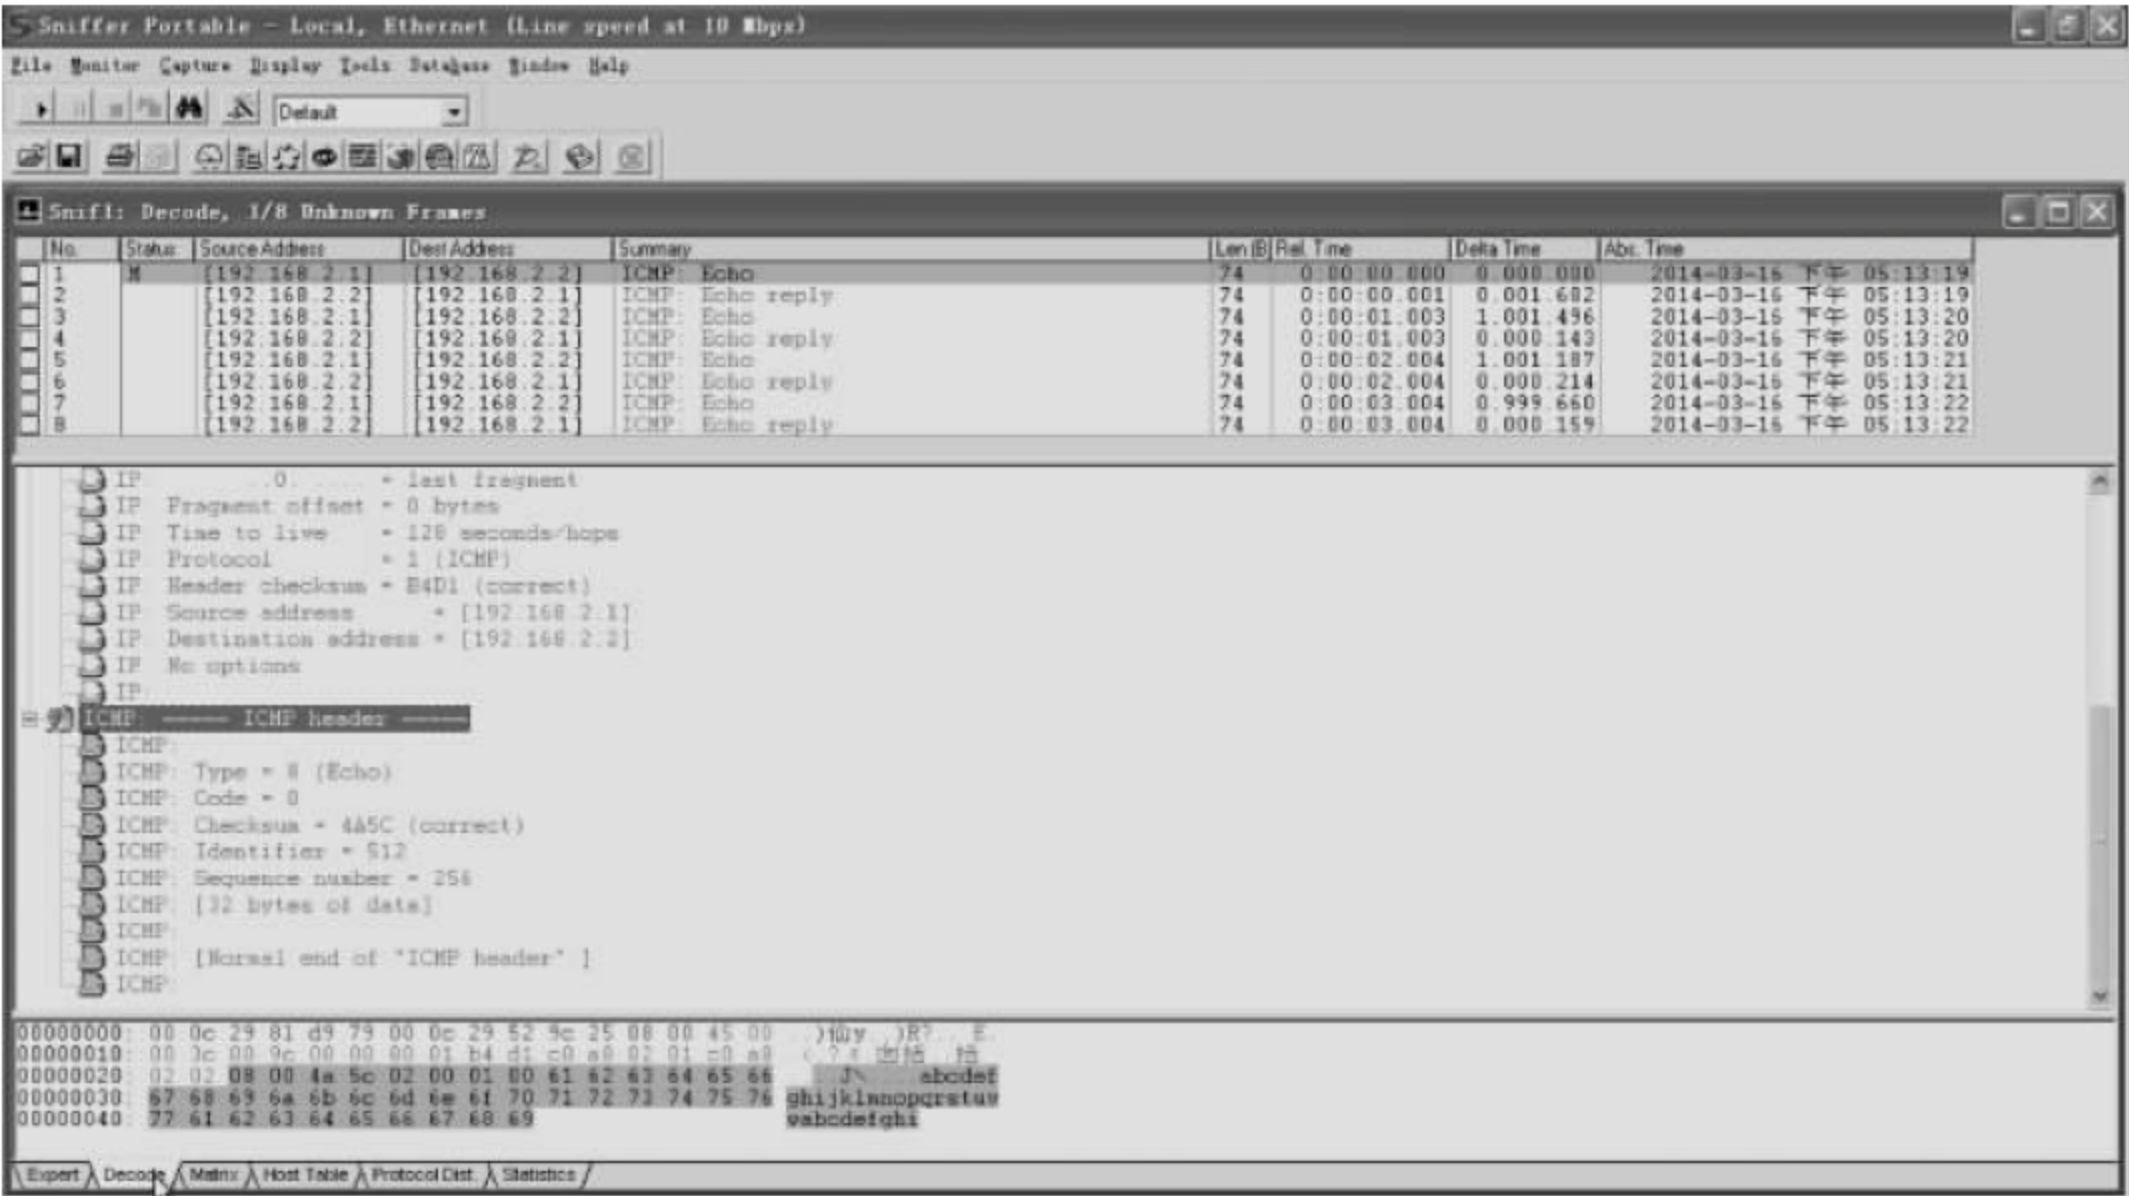 Sniffer Portable - Local, Ethernet (Line speed at 10 Mbps)
File Monitor Capture Display Tools Database Window Help
Default
Snif1: Decode, 1/8 Unknown Frames
No. Status Source Address Dest Address Summary Len (B) Rel. Time Delta Time Abs. Time
1 M [192.168.2.1] [192.168.2.2] ICMP: Echo 74 0:00:00.000 0.000.000 2014-03-16 下午 05:13:19
2 [192.168.2.2] [192.168.2.1] ICMP: Echo reply 74 0:00:00.001 0.001.682 2014-03-16 下午 05:13:19
3 [192.168.2.1] [192.168.2.2] ICMP: Echo 74 0:00:01.003 1.001.496 2014-03-16 下午 05:13:20
4 [192.168.2.2] [192.168.2.1] ICMP: Echo reply 74 0:00:01.003 0.000.143 2014-03-16 下午 05:13:20
5 [192.168.2.1] [192.168.2.2] ICMP: Echo 74 0:00:02.004 1.001.187 2014-03-16 下午 05:13:21
6 [192.168.2.2] [192.168.2.1] ICMP: Echo reply 74 0:00:02.004 0.000.214 2014-03-16 下午 05:13:21
7 [192.168.2.1] [192.168.2.2] ICMP: Echo 74 0:00:03.004 0.999.660 2014-03-16 下午 05:13:22
8 [192.168.2.2] [192.168.2.1] ICMP: Echo reply 74 0:00:03.004 0.000.159 2014-03-16 下午 05:13:22
IP: ..0. .... = last fragment
IP: Fragment offset = 0 bytes
IP: Time to live = 128 seconds/hops
IP: Protocol = 1 (ICMP)
IP: Header checksum = B4D1 (correct)
IP: Source address = [192.168.2.1]
IP: Destination address = [192.168.2.2]
IP: No options
IP:
ICMP: ----- ICMP header -----
ICMP:
ICMP: Type = 8 (Echo)
ICMP: Code = 0
ICMP: Checksum = 4A5C (correct)
ICMP: Identifier = 512
ICMP: Sequence number = 256
ICMP: [32 bytes of data]
ICMP:
ICMP: [Normal end of "ICMP header".]
ICMP:
00000000: 00 0c 29 81 d9 79 00 0c 29 52 9c 25 08 00 45 00 ..)仙y..)R?..E.
00000010: 00 3c 00 9c 00 00 00 01 b4 d1 c0 a8 02 01 c0 a8
00000020: 02 02 08 00 4a 5c 02 00 01 00 61 62 63 64 65 66 J\ abcdef
00000030: 67 68 69 6a 6b 6c 6d 6e 6f 70 71 72 73 74 75 76 ghijklmnopqrstuv
00000040: 77 61 62 63 64 65 66 67 68 69 wabcdefghi
Expert Decode Matrix Host Table Protocol Dist. Statistics